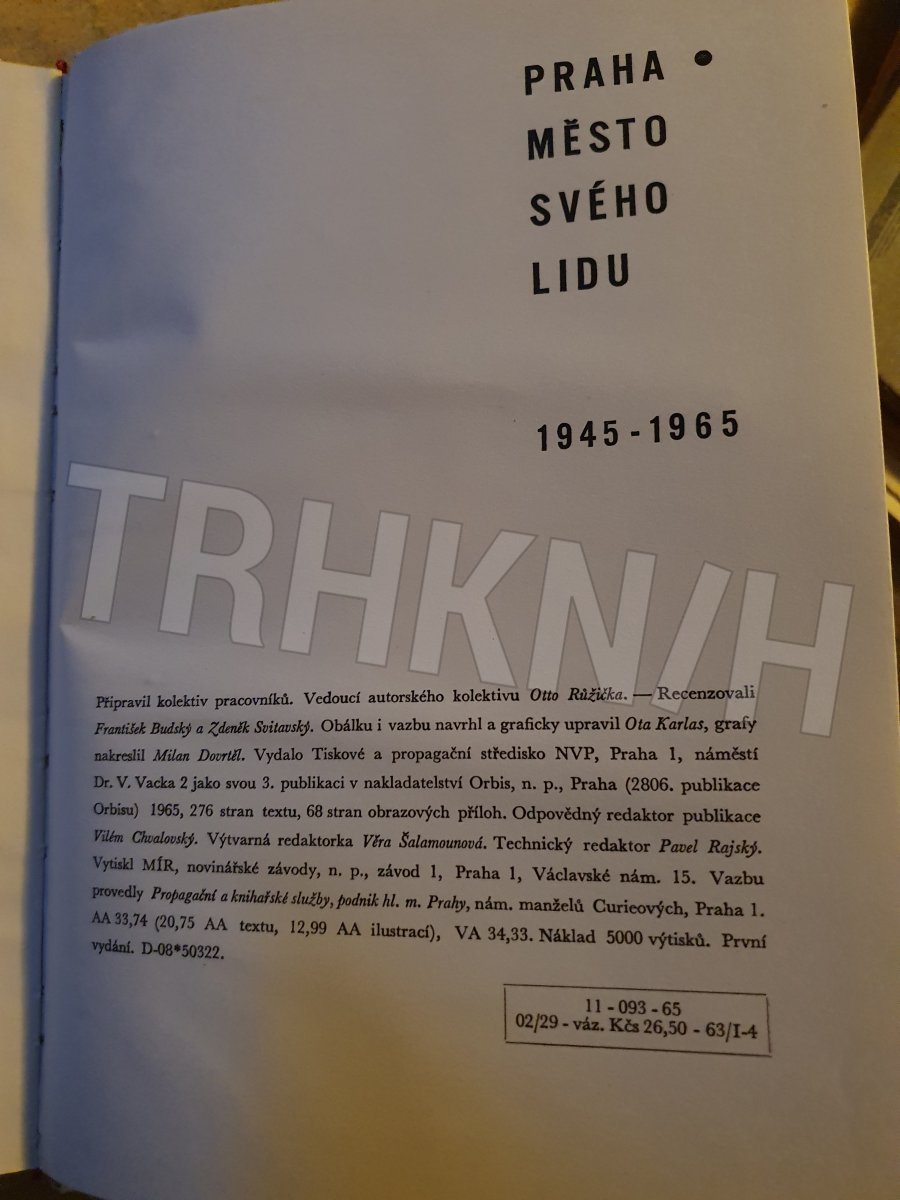 PRAHA •
MĚSTO
SVÉHO
LIDU
1945-1965
TRHKN/H
Připravil kolektiv pracovníků. Vedoucí autorského kolektivu Otto Růžička. — Recenzovali
František Budský a Zdeněk Svitavský. Obálku i vazbu navrhl a graficky upravil Ota Karlas, grafy
nakreslil Milan Dovrtěl. Vydalo Tiskové a propagační středisko NVP, Praha 1, náměstí
Dr. V. Vacka 2 jako svou 3. publikaci v nakladatelství Orbis, n. p., Praha (2806. publikace
Orbisu) 1965, 276 stran textu, 68 stran obrazových příloh. Odpovědný redaktor publikace
Vilém Chvalovský. Výtvarná redaktorka Věra Šalamounová. Technický redaktor Pavel Rajský.
Vytiskl MÍR, novinářské závody, n. p., závod 1, Praha 1, Václavské nám. 15. Vazbu
provedly Propagační a knihařské služby, podnik hl. m. Prahy, nám. manželů Curieových, Praha 1.
AA 33,74 (20,75 AA textu, 12,99 AA ilustrací), VA 34,33. Náklad 5000 výtisků. První
vydání. D-08*50322.
11 - 093 - 65
02/29 - váz. Kčs 26,50 - 63/I-4